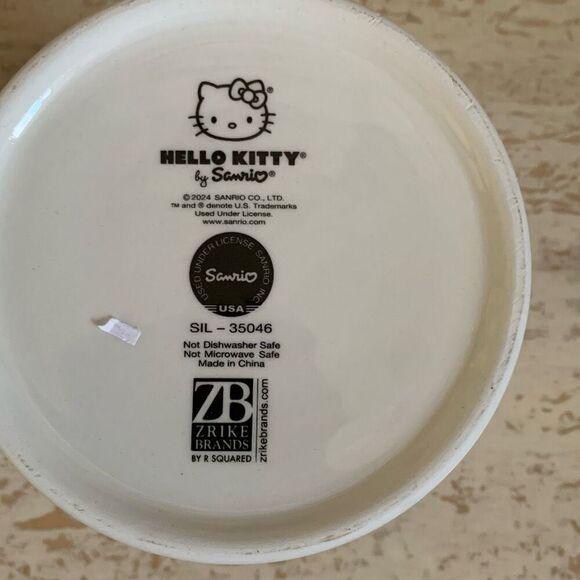 HELLO KITTY®
by Sanrio®
© 2024 SANRIO CO., LTD.
™ and ® denote U.S. Trademarks
Used Under License.
www.sanrio.com
USED UNDER LICENSE SANRIO INC
Sanrio
USA
SIL – 35046
Not Dishwasher Safe
Not Microwave Safe
Made in China
ZB
ZRIKE
BRANDS
BY R SQUARED
zrikebrands.com